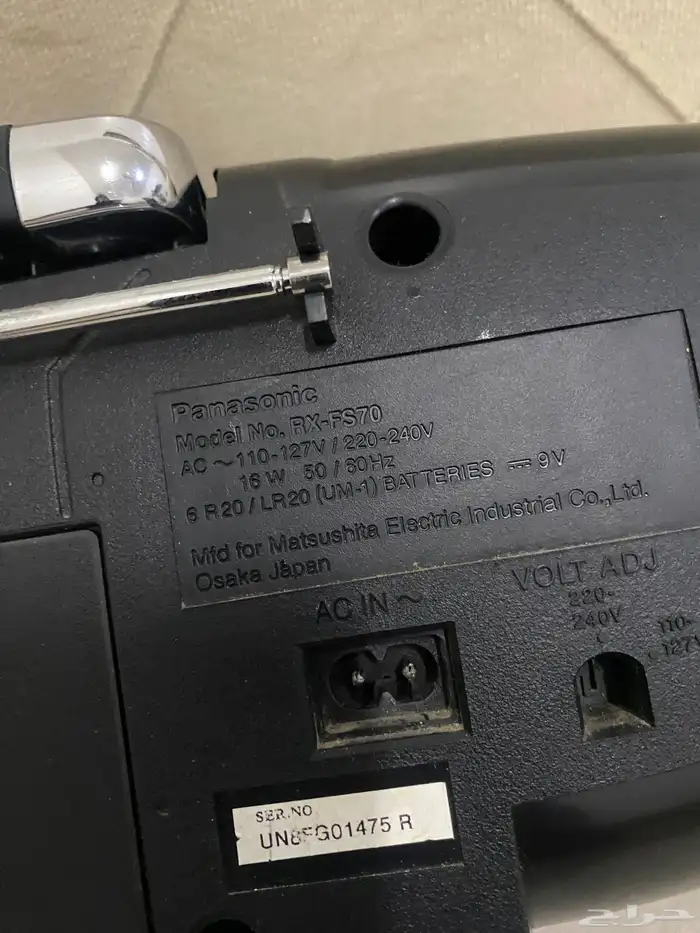 Panasonic
Model No. RX-FS70
AC ~ 110-127V / 220-240V
16 W 50 / 60Hz
6 R20 / LR20 (UM-1) BATTERIES ⎓ 9V
Mfd for Matsushita Electric Industrial Co.,Ltd.
Osaka Japan
AC IN ~
VOLT ADJ
220-
240V
110-
127V
SER.NO
G01475 R
حراج